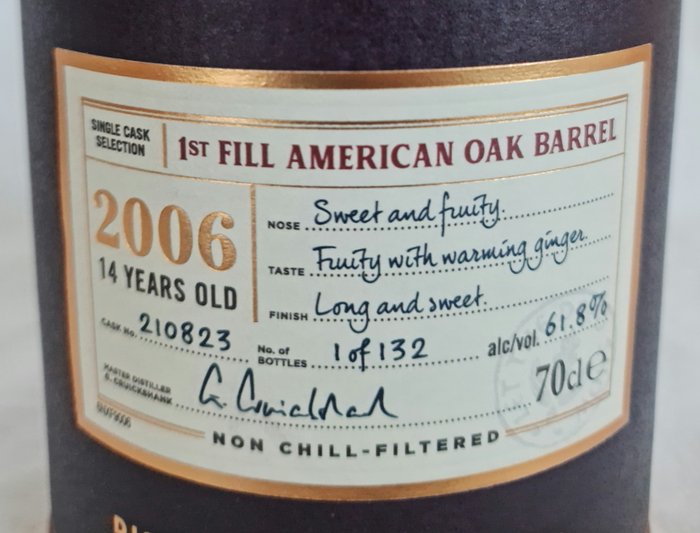 SINGLE CASK
SELECTION
1ST FILL AMERICAN OAK BARREL
2006
14 YEARS OLD
NOSE Sweet and fruity.
TASTE Fruity with warming ginger.
FINISH Long and sweet.
CASK No. 210823
No. of
BOTTLES 1 of 132
alc/vol. 61.8%
MASTER DISTILLER
G. CRUICKSHANK
G. Cruickshank
70cl e
NON CHILL-FILTERED